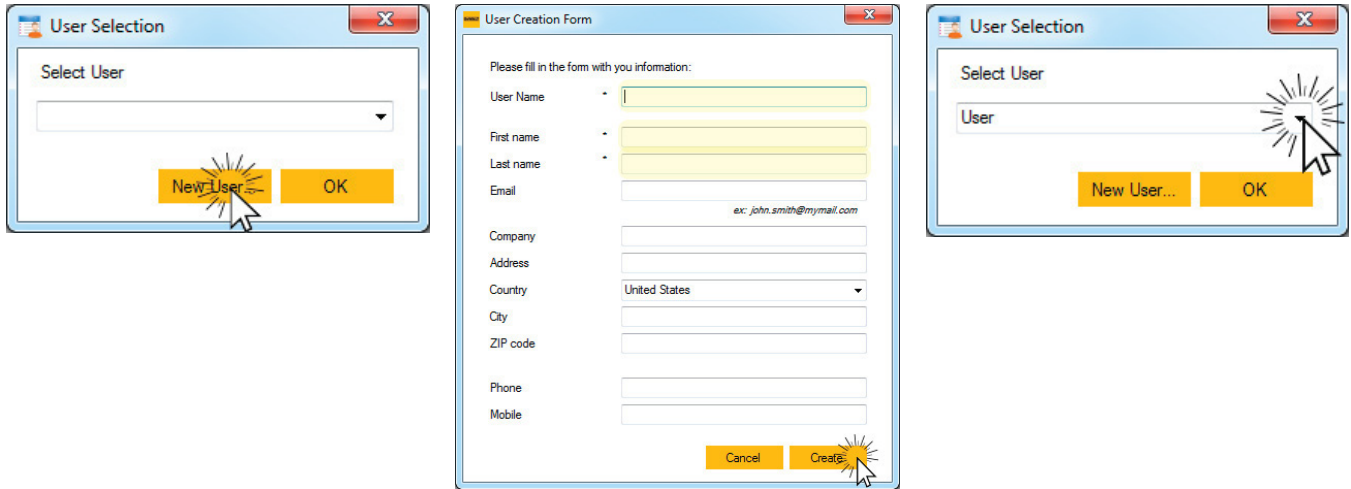 User Selection
X
Select User
New User...
OK
User Creation Form
X
Please fill in the form with you information:
User Name *
First name *
Last name *
Email
ex: john.smith@mymail.com
Company
Address
Country United States
City
ZIP code
Phone
Mobile
Cancel
Create
User Selection
X
Select User
User
New User...
OK